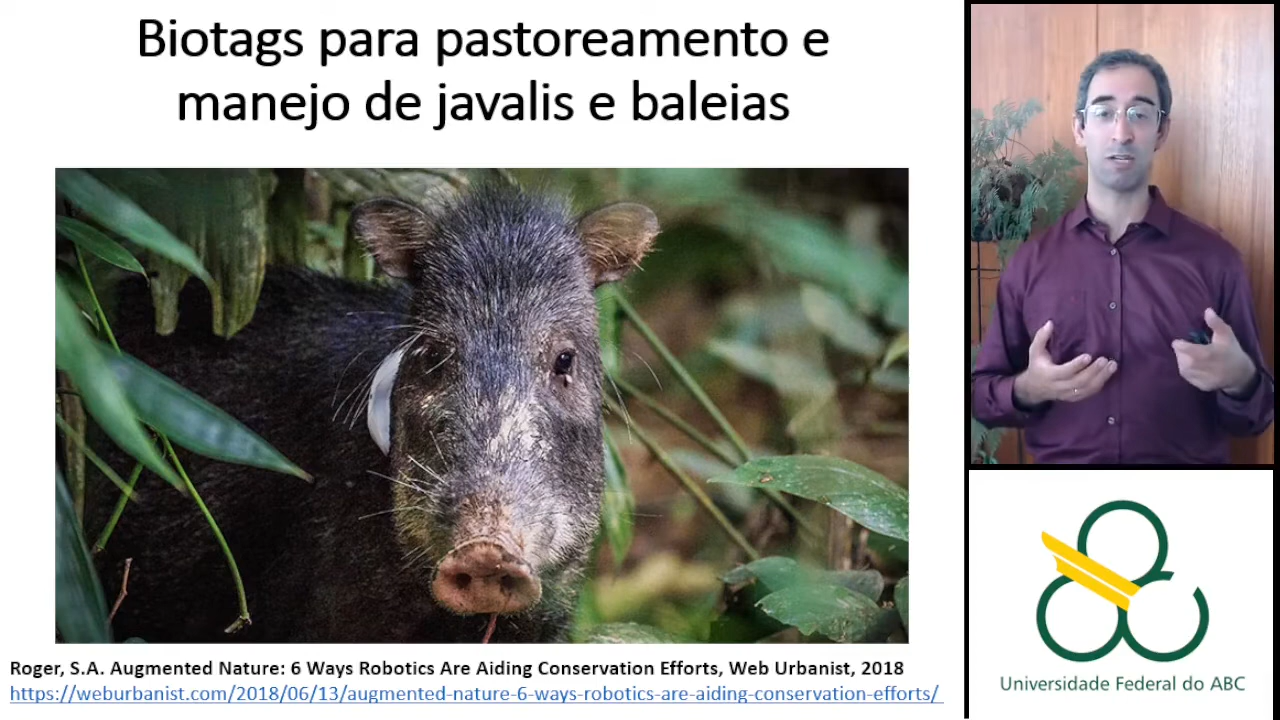 Biotags para pastoreamento e
manejo de javalis e baleias
Roger, S.A. Augmented Nature: 6 Ways Robotics Are Aiding Conservation Efforts, Web Urbanist, 2018
https://weburbanist.com/2018/06/13/augmented-nature-6-ways-robotics-are-aiding-conservation-efforts/
Universidade Federal do ABC